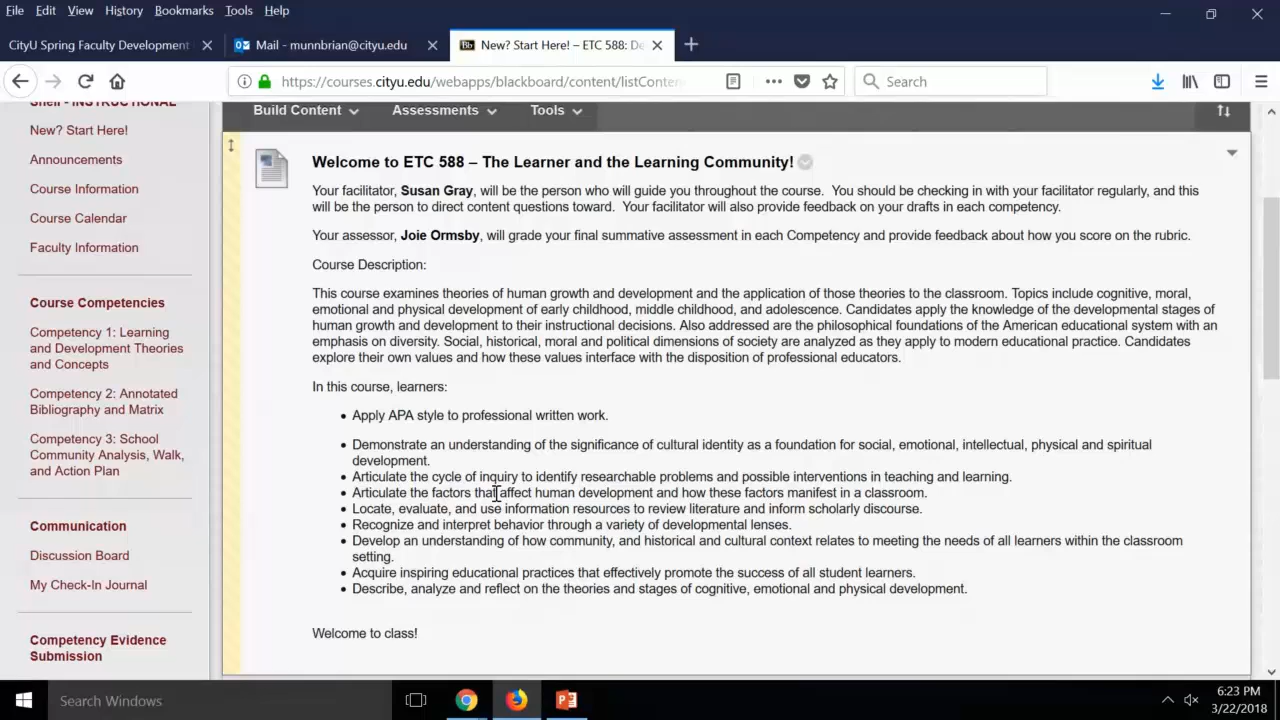 File Edit View History Bookmarks Tools Help
CityU Spring Faculty Development
Mail - munnbrian@cityu.edu
Bb New? Start Here! – ETC 588: De
https://courses.cityu.edu/webapps/blackboard/content/listConten
Search
Shell - INSTRUCTIONAL
New? Start Here!
Announcements
Course Information
Course Calendar
Faculty Information
Course Competencies
Competency 1: Learning
and Development Theories
and Concepts
Competency 2: Annotated
Bibliography and Matrix
Competency 3: School
Community Analysis, Walk,
and Action Plan
Communication
Discussion Board
My Check-In Journal
Competency Evidence
Submission
Build Content Assessments Tools
Welcome to ETC 588 – The Learner and the Learning Community!
Your facilitator, Susan Gray, will be the person who will guide you throughout the course.  You should be checking in with your facilitator regularly, and this
will be the person to direct content questions toward.  Your facilitator will also provide feedback on your drafts in each competency.
Your assessor, Joie Ormsby, will grade your final summative assessment in each Competency and provide feedback about how you score on the rubric.
Course Description:
This course examines theories of human growth and development and the application of those theories to the classroom. Topics include cognitive, moral,
emotional and physical development of early childhood, middle childhood, and adolescence. Candidates apply the knowledge of the developmental stages of
human growth and development to their instructional decisions. Also addressed are the philosophical foundations of the American educational system with an
emphasis on diversity. Social, historical, moral and political dimensions of society are analyzed as they apply to modern educational practice. Candidates
explore their own values and how these values interface with the disposition of professional educators.
In this course, learners:
• Apply APA style to professional written work.
• Demonstrate an understanding of the significance of cultural identity as a foundation for social, emotional, intellectual, physical and spiritual
development.
• Articulate the cycle of inquiry to identify researchable problems and possible interventions in teaching and learning.
• Articulate the factors that affect human development and how these factors manifest in a classroom.
• Locate, evaluate, and use information resources to review literature and inform scholarly discourse.
• Recognize and interpret behavior through a variety of developmental lenses.
• Develop an understanding of how community, and historical and cultural context relates to meeting the needs of all learners within the classroom
setting.
• Acquire inspiring educational practices that effectively promote the success of all student learners.
• Describe, analyze and reflect on the theories and stages of cognitive, emotional and physical development.
Welcome to class!
Search Windows
6:23 PM
3/22/2018